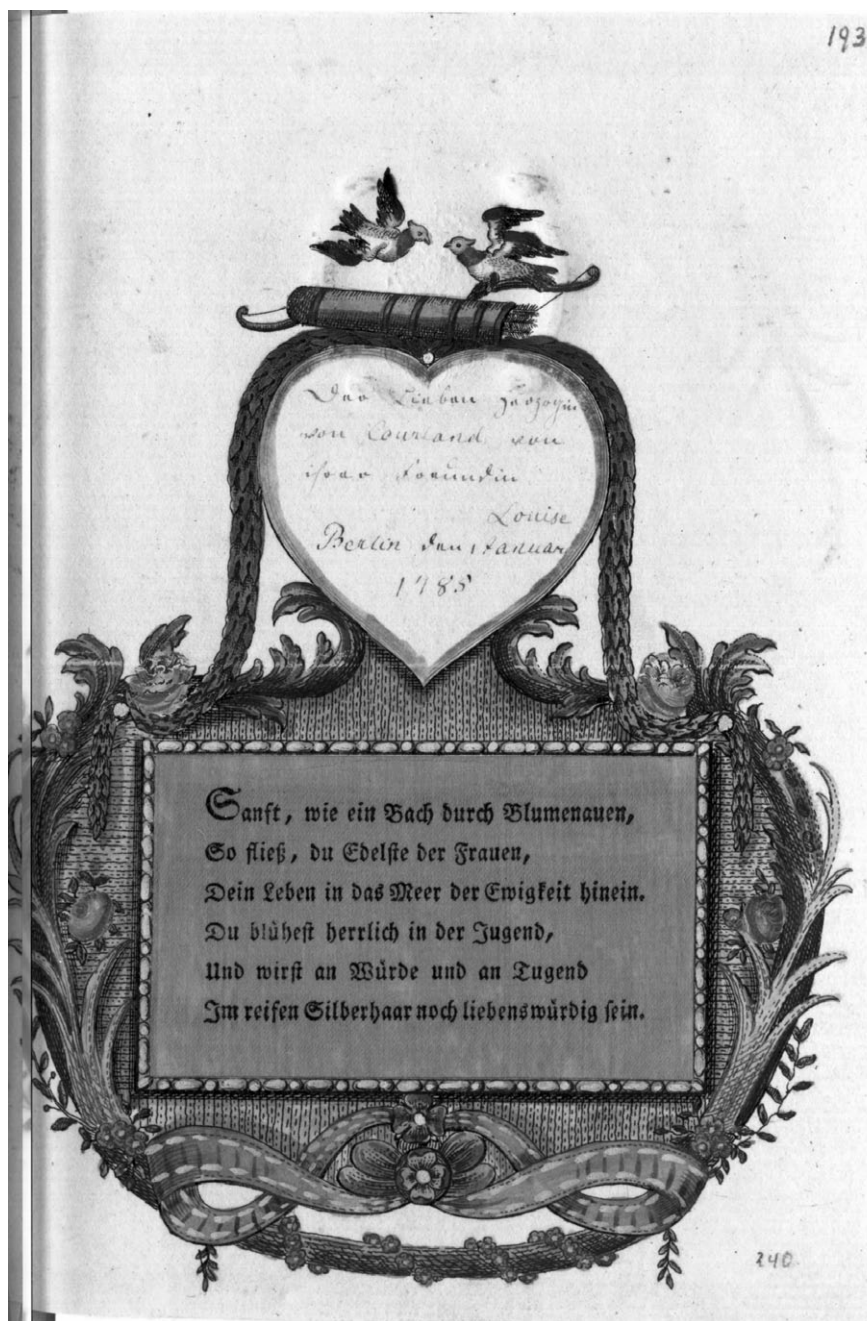 193
Der Lieben Herzogin
von Courland von
ihrer Freundin
Louise
Berlin den 1 Januar
1785
Sanft, wie ein Bach durch Blumenauen,
So fließ, du Edelste der Frauen,
Dein Leben in das Meer der Ewigkeit hinein.
Du blühest herrlich in der Jugend,
Und wirst an Würde und an Tugend
Im reifen Silberhaar noch liebenswürdig sein.
240